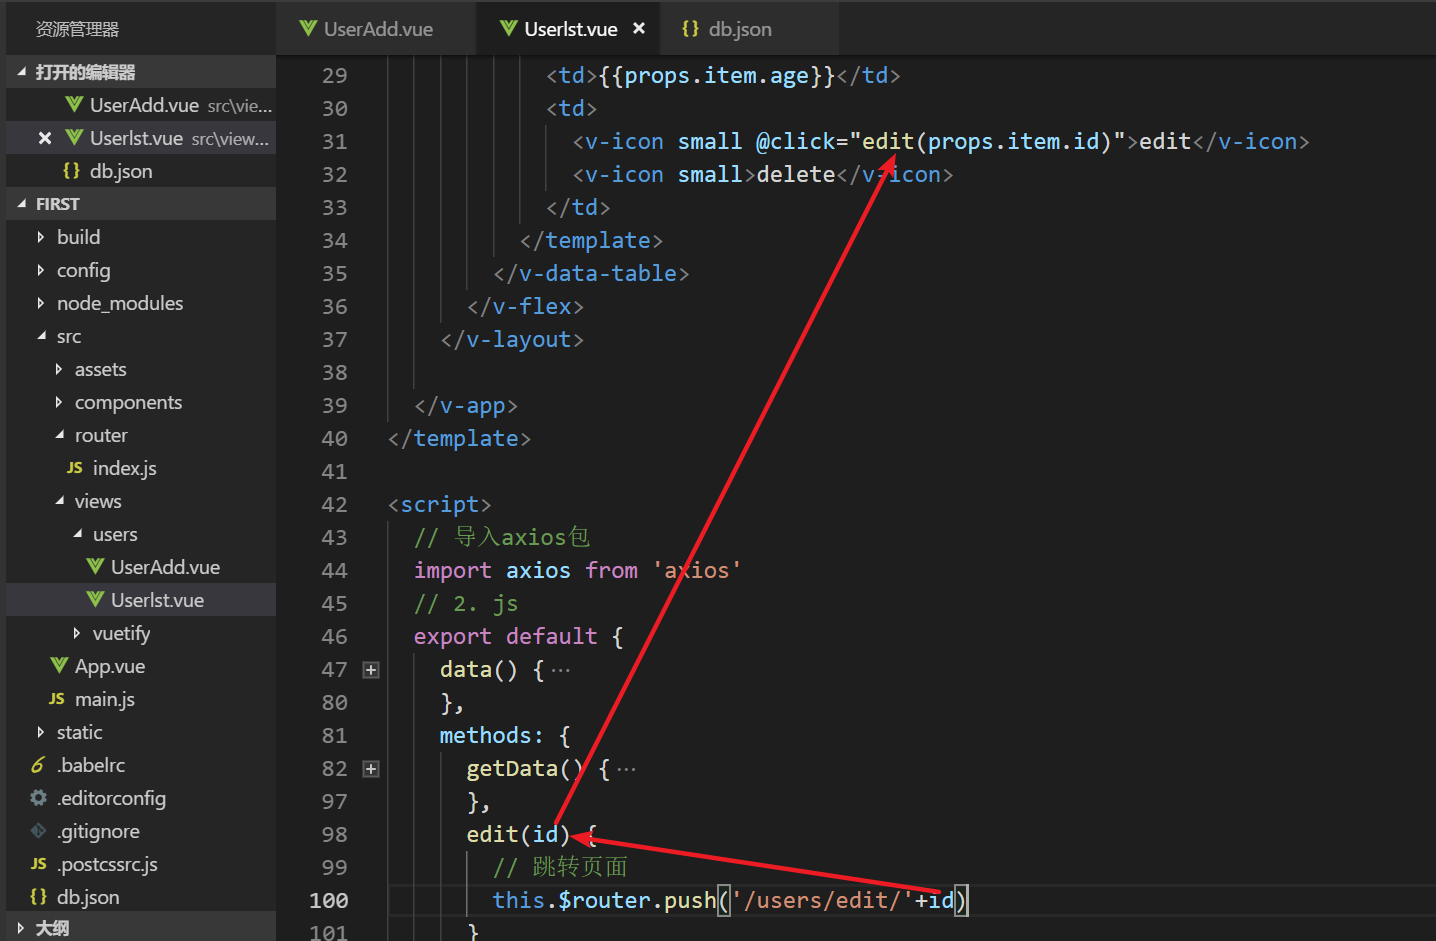 资源管理器
打开的编辑器
UserAdd.vue src\vie...
Userlst.vue src\view...
{} db.json
FIRST
build
config
node_modules
src
assets
components
router
JS index.js
views
users
UserAdd.vue
Userlst.vue
vuetify
App.vue
JS main.js
static
.babelrc
.editorconfig
.gitignore
JS .postcssrc.js
{} db.json
大纲
UserAdd.vue
Userlst.vue
{} db.json
29 <td>{{props.item.age}}</td>
30 <td>
31 <v-icon small @click="edit(props.item.id)">edit</v-icon>
32 <v-icon small>delete</v-icon>
33 </td>
34 </template>
35 </v-data-table>
36 </v-flex>
37 </v-layout>
38
39 </v-app>
40 </template>
41
42 <script>
43 // 导入axios包
44 import axios from 'axios'
45 // 2. js
46 export default {
47 data() {···
80 },
81 methods: {
82 getData() {···
97 },
98 edit(id) {
99 // 跳转页面
100 this.$router.push('/users/edit/'+id)
101 }